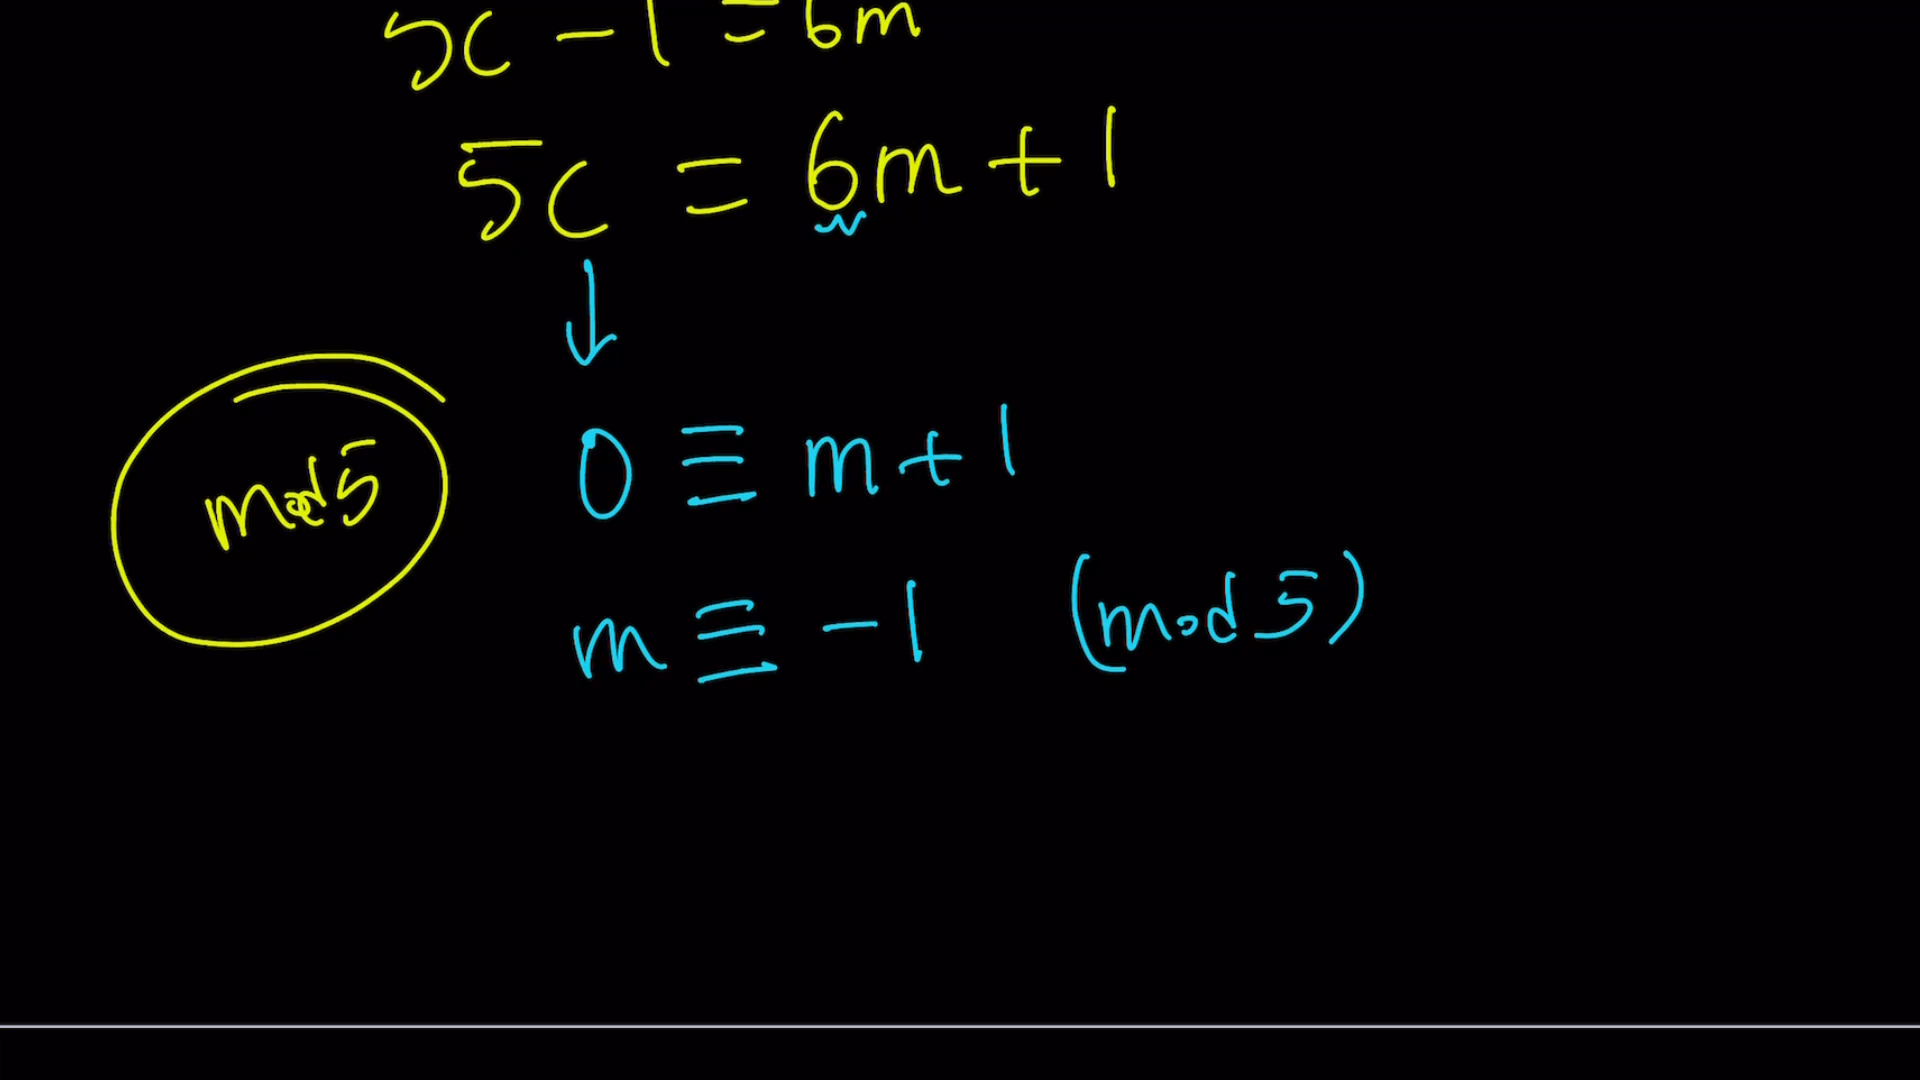 5c - 1 = 6m
5c = 6m + 1
mod 5
0 ≡ m + 1
m ≡ -1 (mod 5)